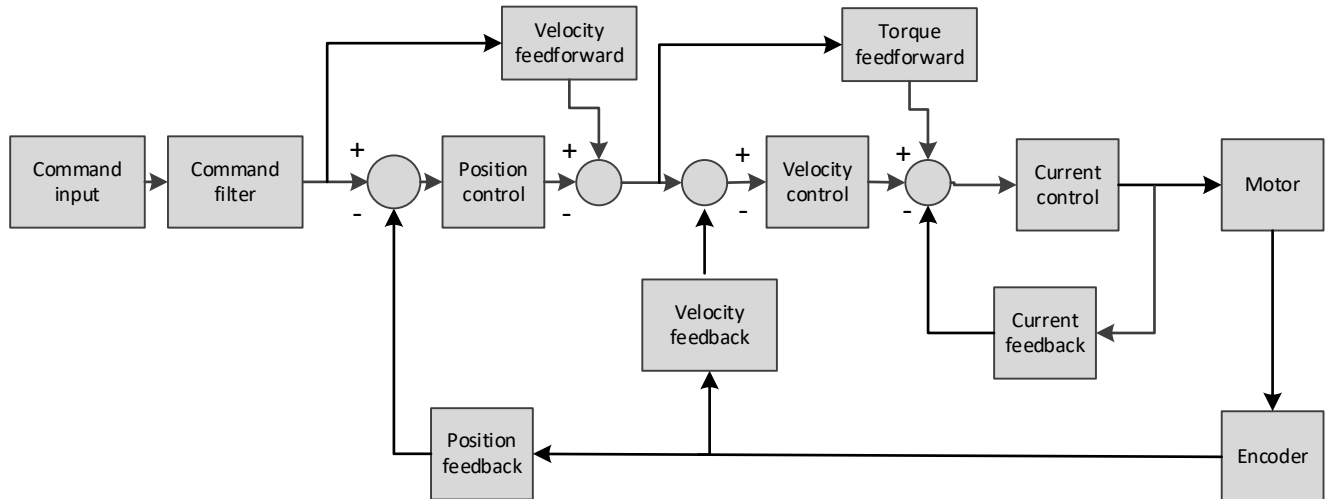 Velocity
feedforward
Torque
feedforward
Command
input
Command
filter
+
-
Position
control
+
-
+
-
Velocity
control
+
-
Current
control
Motor
Velocity
feedback
Current
feedback
Position
feedback
Encoder